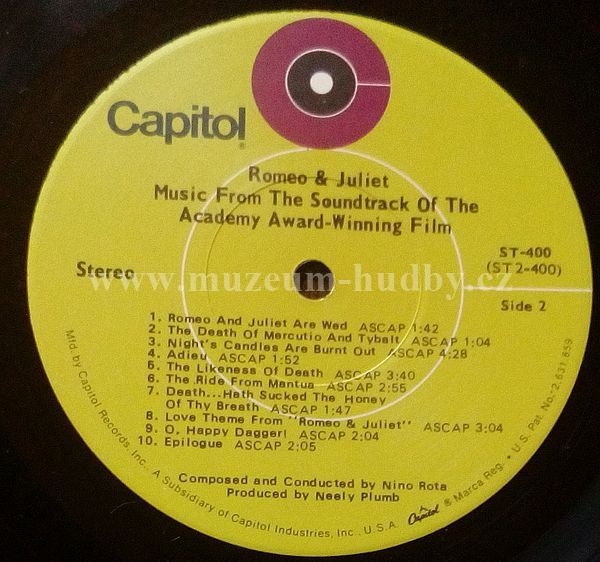 Capitol®
Romeo & Juliet
Music From The Soundtrack Of The
Academy Award-Winning Film
Stereo
ST-400
(ST2-400)
Side 2
www.muzeum-hudby.cz
1. Romeo And Juliet Are Wed ASCAP 1:42
2. The Death Of Mercutio And Tybalt ASCAP 1:04
3. Night's Candles Are Burnt Out ASCAP 4:28
4. Adieu ASCAP 1:52
5. The Likeness Of Death ASCAP 3:40
6. The Ride From Mantua ASCAP 2:55
7. Death...Hath Sucked The Honey
Of Thy Breath ASCAP 1:47
8. Love Theme From "Romeo & Juliet" ASCAP 3:04
9. O, Happy Dagger! ASCAP 2:04
10. Epilogue ASCAP 2:05
Composed and Conducted by Nino Rota
Produced by Neely Plumb
Mfd. by Capitol Records, Inc., A Subsidiary of Capitol Industries, Inc., U.S.A. Capitol ® Marca Reg. • U.S. Pat. No. 2,631,859